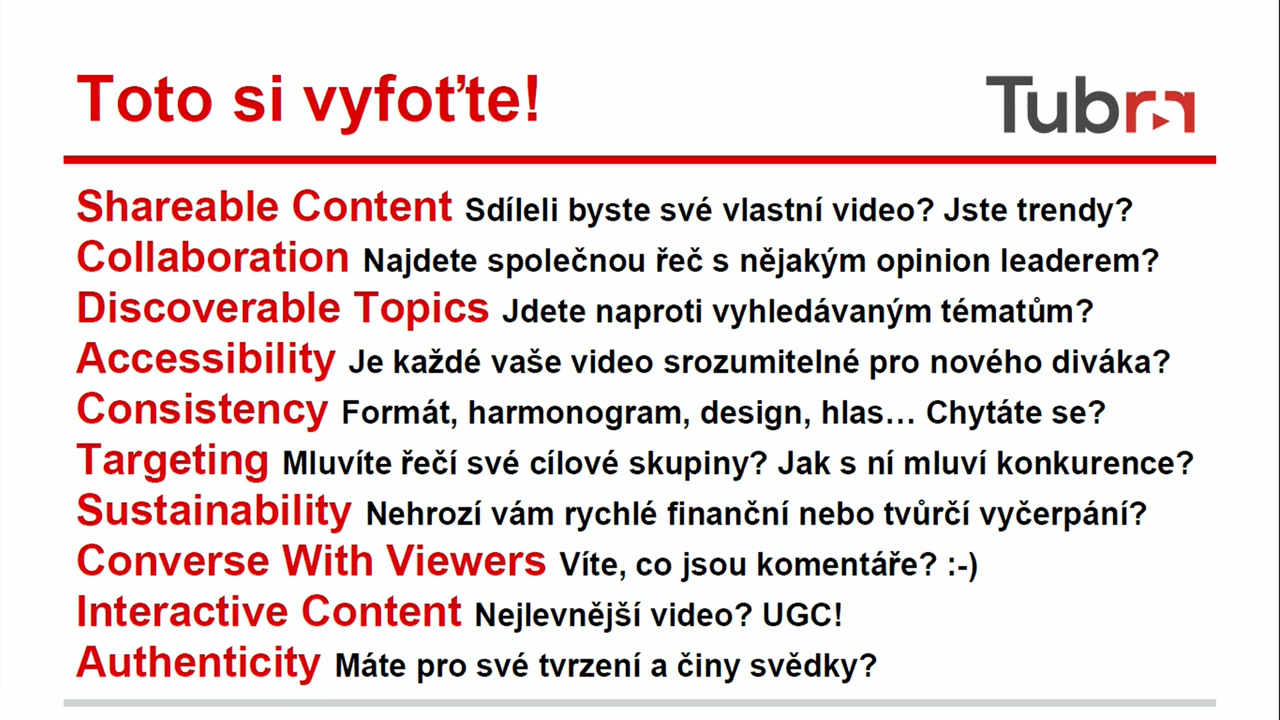 Toto si vyfoťte!
Tubrr
Shareable Content Sdíleli byste své vlastní video? Jste trendy?
Collaboration Najdete společnou řeč s nějakým opinion leaderem?
Discoverable Topics Jdete naproti vyhledávaným tématům?
Accessibility Je každé vaše video srozumitelné pro nového diváka?
Consistency Formát, harmonogram, design, hlas… Chytáte se?
Targeting Mluvíte řečí své cílové skupiny? Jak s ní mluví konkurence?
Sustainability Nehrozí vám rychlé finanční nebo tvůrčí vyčerpání?
Converse With Viewers Víte, co jsou komentáře? :-)
Interactive Content Nejlevnější video? UGC!
Authenticity Máte pro své tvrzení a činy svědky?